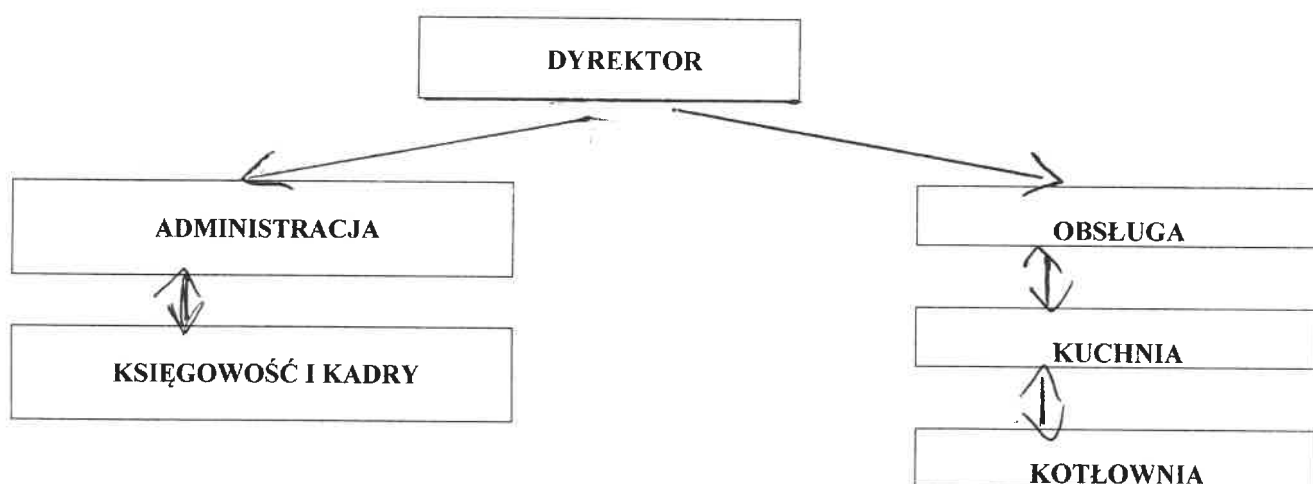 DYREKTOR
ADMINISTRACJA
OBSŁUGA
KSIĘGOWOŚĆ I KADRY
KUCHNIA
KOTŁOWNIA